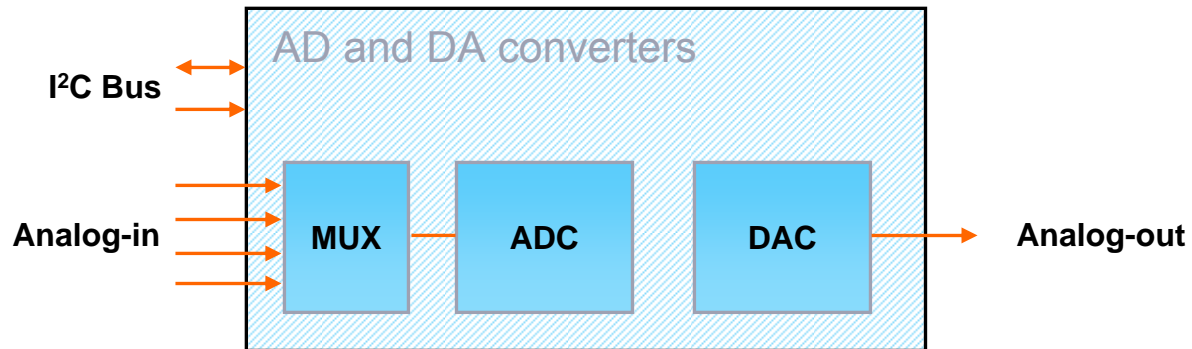 AD and DA converters
I²C Bus
Analog-in
MUX
ADC
DAC
Analog-out